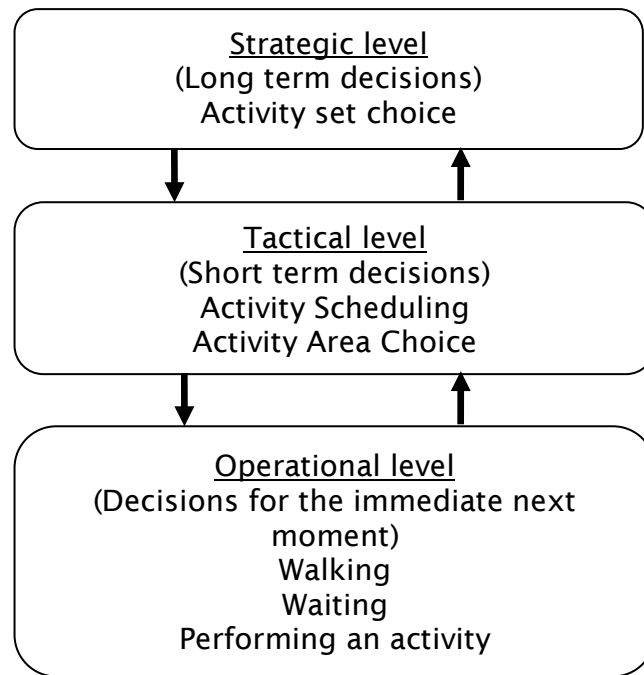 Strategic level
(Long term decisions)
Activity set choice
Tactical level
(Short term decisions)
Activity Scheduling
Activity Area Choice
Operational level
(Decisions for the immediate next
moment)
Walking
Waiting
Performing an activity